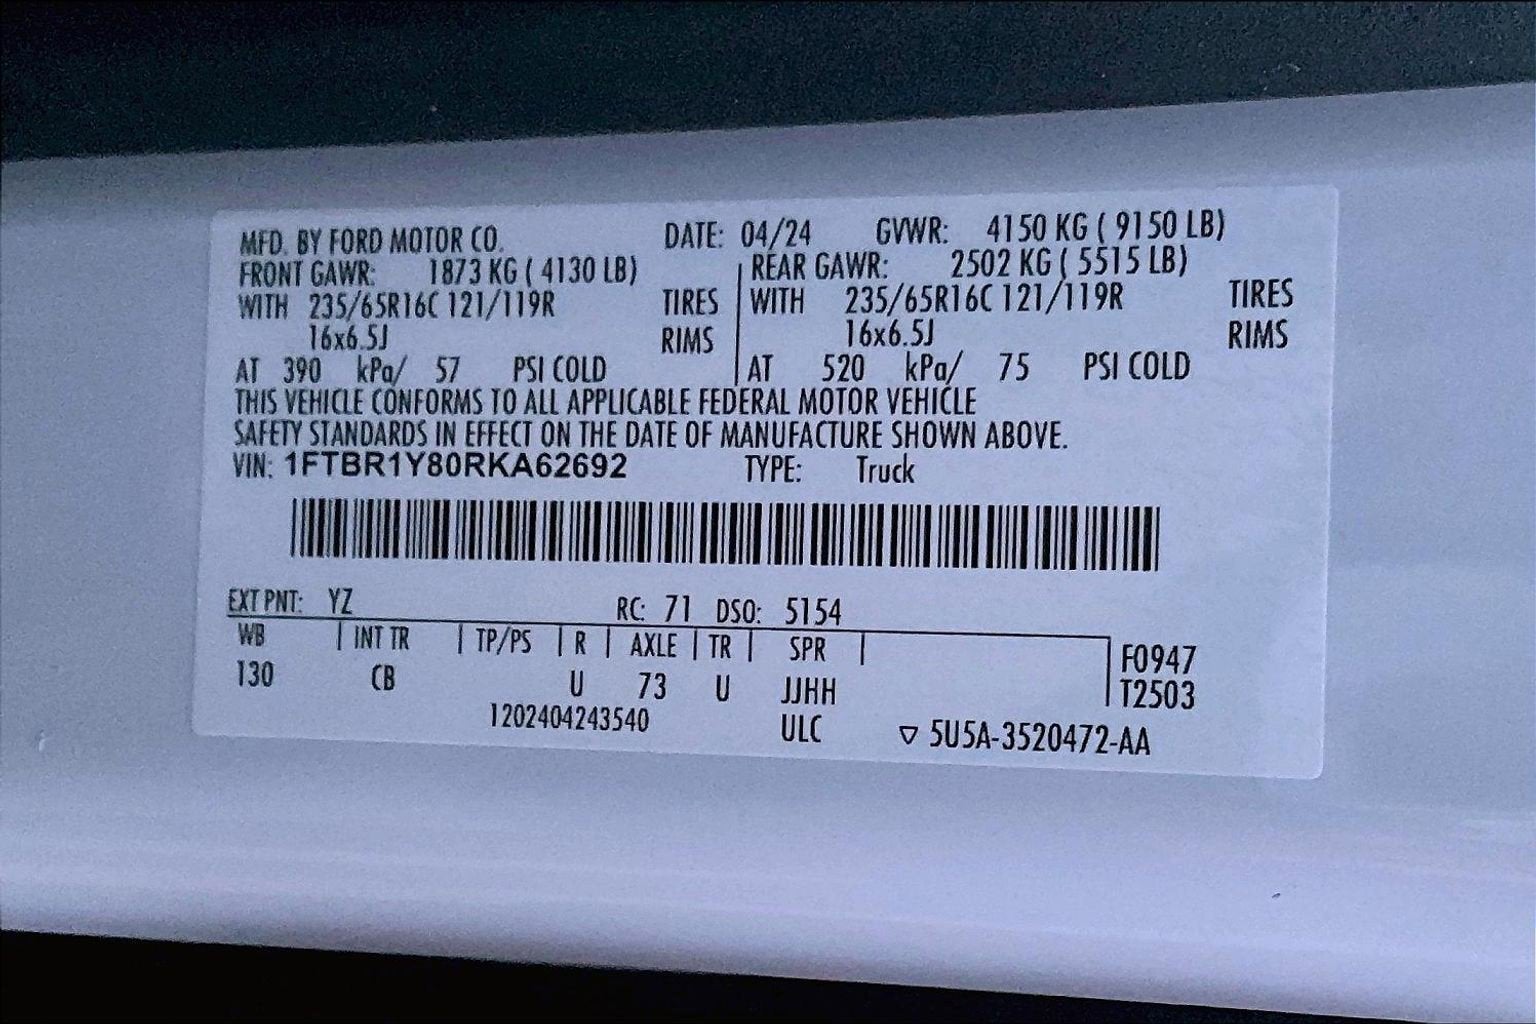 MFD. BY FORD MOTOR CO. DATE: 04/24 GVWR: 4150 KG ( 9150 LB)
FRONT GAWR: 1873 KG ( 4130 LB) REAR GAWR: 2502 KG ( 5515 LB)
WITH 235/65R16C 121/119R TIRES WITH 235/65R16C 121/119R TIRES
16x6.5J RIMS 16x6.5J RIMS
AT 390 kPa/ 57 PSI COLD AT 520 kPa/ 75 PSI COLD
THIS VEHICLE CONFORMS TO ALL APPLICABLE FEDERAL MOTOR VEHICLE
SAFETY STANDARDS IN EFFECT ON THE DATE OF MANUFACTURE SHOWN ABOVE.
VIN: 1FTBR1Y80RKA62692 TYPE: Truck
EXT PNT: YZ RC: 71 DSO: 5154
WB INT TR TP/PS R AXLE TR SPR F0947
130 CB U 73 U JJHH T2503
1202404243540 ULC ▽ 5U5A-3520472-AA